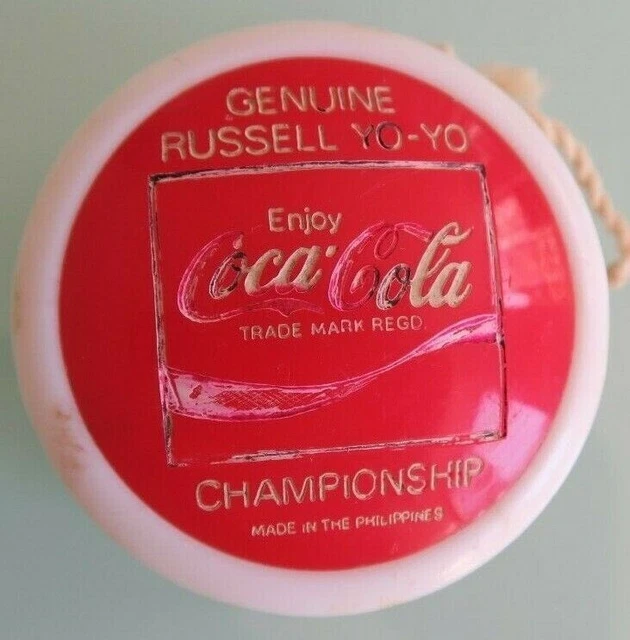 GENUINE
RUSSELL YO-YO
Enjoy
Coca-Cola
TRADE MARK REGD.
CHAMPIONSHIP
MADE IN THE PHILIPPINES